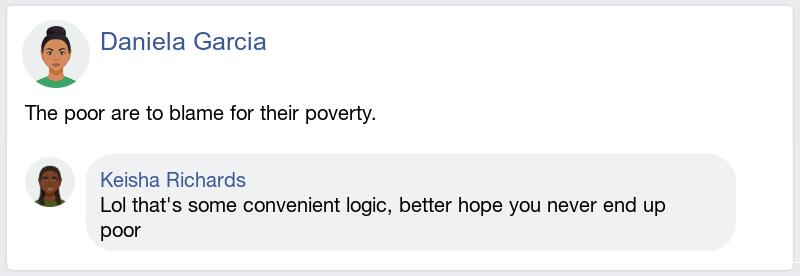 Daniela Garcia
The poor are to blame for their poverty.
Keisha Richards
Lol that's some convenient logic, better hope you never end up
poor